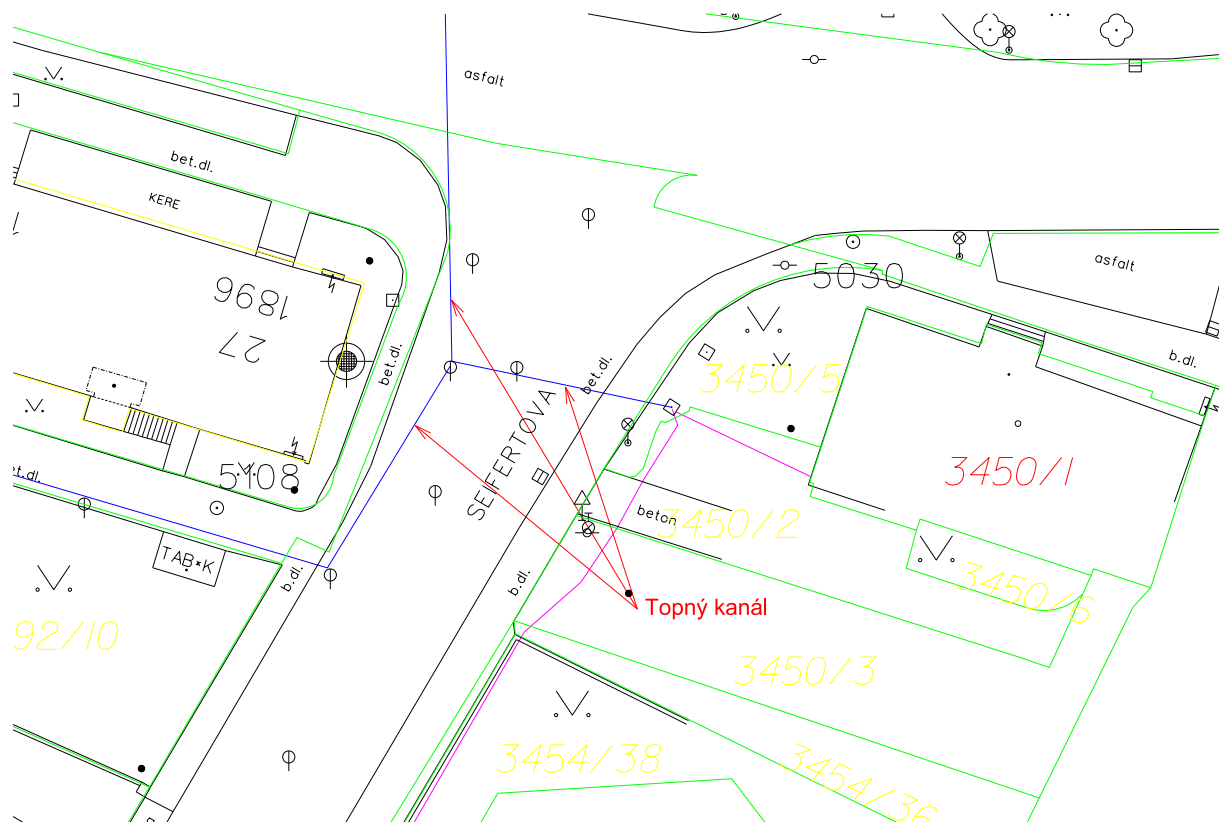 asfalt
bet.dl.
KERE
asfalt
5030
1896
27
b.dl.
bet.dl.
bet.dl.
3450/5
SEIFERTOVA
3450/1
5108
et.dl.
beton
3450/2
TAB*K
b.dl.
b.dl.
3450/6
Topný kanál
92/10
3450/3
3454/38
3454/36